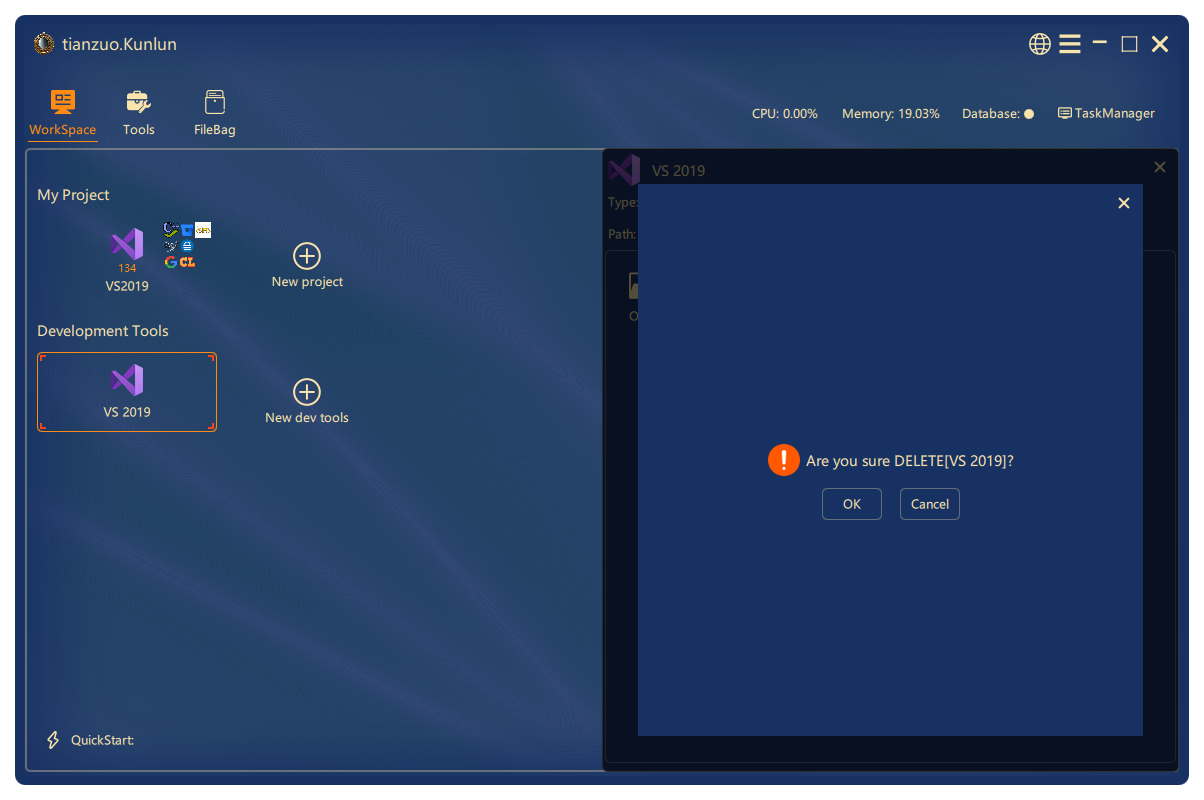 tianzuo.Kunlun
WorkSpace
Tools
FileBag
CPU: 0.00%
Memory: 19.03%
Database:
TaskManager
My Project
134
VS2019
New project
Development Tools
VS 2019
New dev tools
QuickStart:
VS 2019
Type:
Path:
O
Are you sure DELETE[VS 2019]?
OK
Cancel